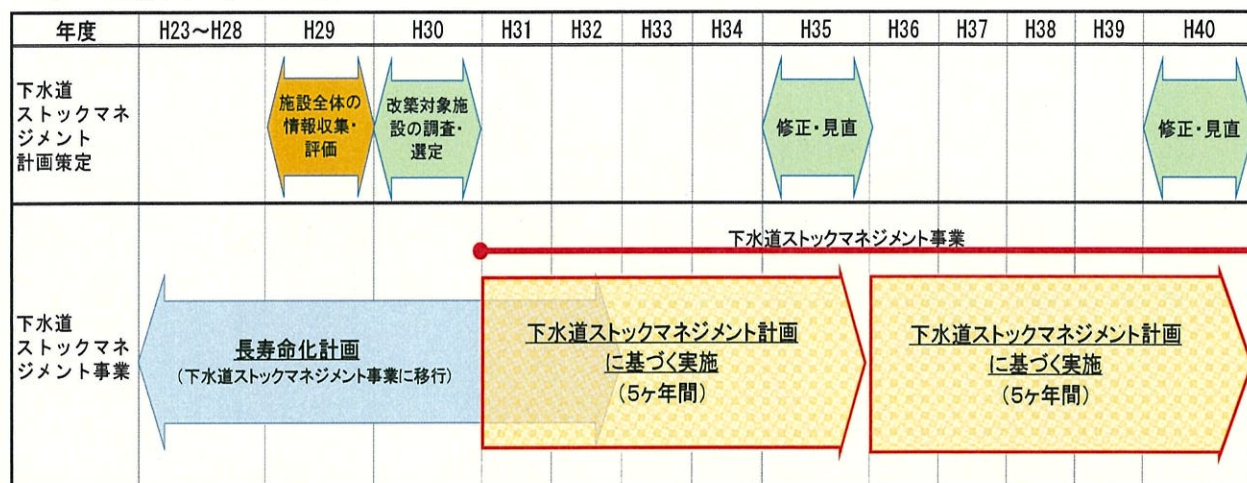 年度 H23～H28 H29 H30 H31 H32 H33 H34 H35 H36 H37 H38 H39 H40
下水道
ストックマネ
ジメント
計画策定
施設全体の
情報収集・
評価
改築対象施
設の調査・
選定
修正・見直
修正・見直
下水道ストックマネジメント事業
下水道
ストックマネ
ジメント事業
長寿命化計画
（下水道ストックマネジメント事業に移行）
下水道ストックマネジメント計画
に基づく実施
（５ヶ年間）
下水道ストックマネジメント計画
に基づく実施
（５ヶ年間）